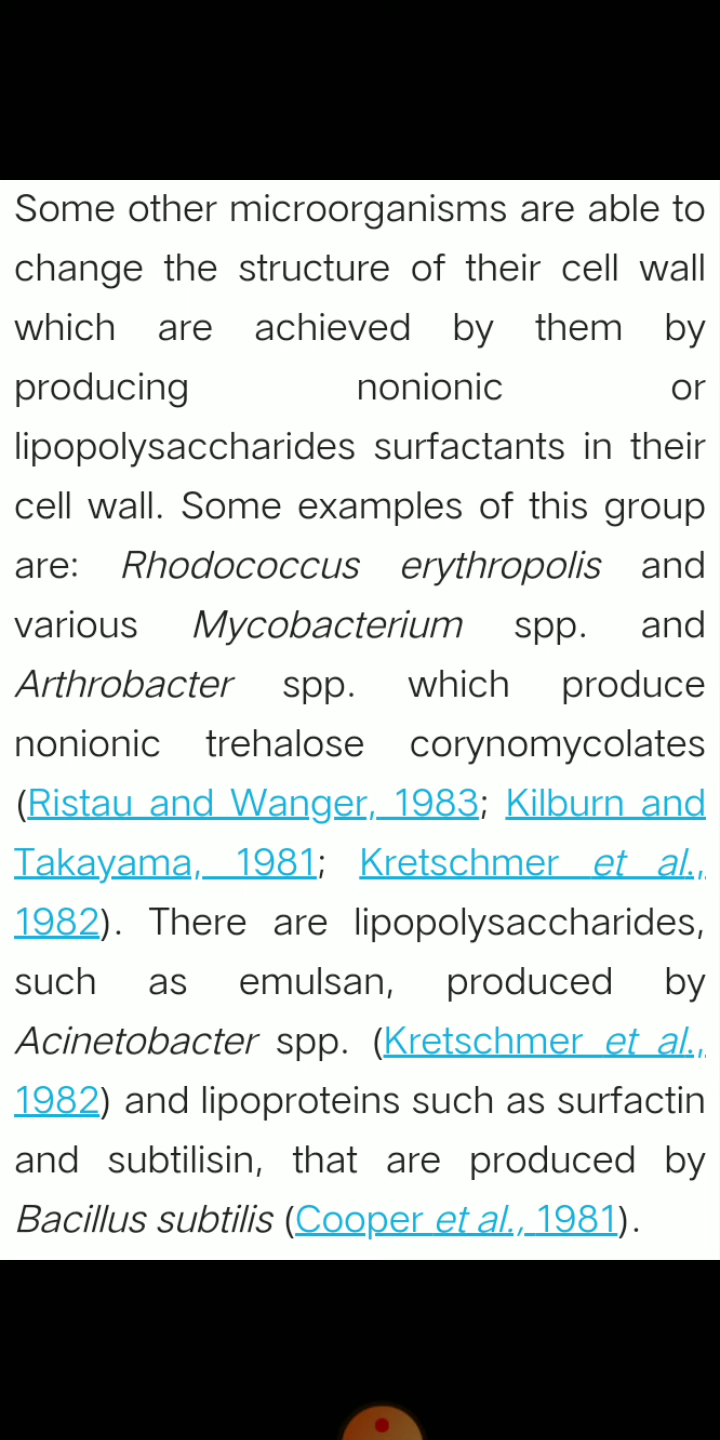 Some other microorganisms are able to
change the structure of their cell wall
which are achieved by them by
producing nonionic or
lipopolysaccharides surfactants in their
cell wall. Some examples of this group
are: Rhodococcus erythropolis and
various Mycobacterium spp. and
Arthrobacter spp. which produce
nonionic trehalose corynomycolates
(Ristau and Wanger, 1983; Kilburn and
Takayama, 1981; Kretschmer et al.,
1982). There are lipopolysaccharides,
such as emulsan, produced by
Acinetobacter spp. (Kretschmer et al.,
1982) and lipoproteins such as surfactin
and subtilisin, that are produced by
Bacillus subtilis (Cooper et al., 1981).